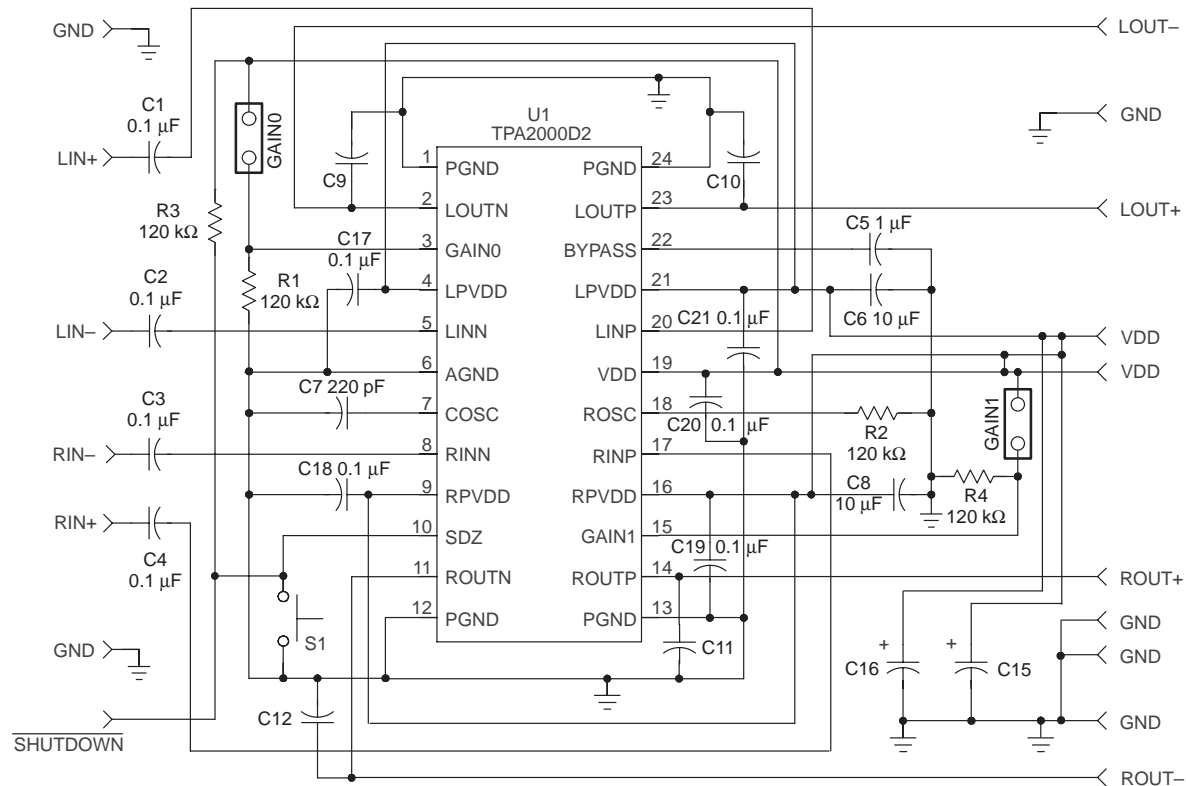 GND
LOUT–
C1
0.1 μF
LIN+
GAIN0
U1
TPA2000D2
GND
C9
C10
1 PGND
PGND 24
2 LOUTN
LOUTP 23
LOUT+
R3
120 kΩ
3 GAIN0
BYPASS 22
C5 1 μF
C17
0.1 μF
R1
120 kΩ
4 LPVDD
LPVDD 21
C2
0.1 μF
C21 0.1 μF
C6 10 μF
LIN–
5 LINN
LINP 20
VDD
6 AGND
VDD 19
VDD
C7 220 pF
7 COSC
ROSC 18
C20 0.1 μF
R2
120 kΩ
GAIN1
C3
0.1 μF
RIN–
8 RINN
RINP 17
C18 0.1 μF
9 RPVDD
RPVDD 16
C8
10 μF
R4
120 kΩ
RIN+
C4
0.1 μF
10 SDZ
GAIN1 15
C19 0.1 μF
11 ROUTN
ROUTP 14
ROUT+
12 PGND
PGND 13
GND
S1
C11
GND
GND
+
C16
+
C15
C12
GND
SHUTDOWN
ROUT–